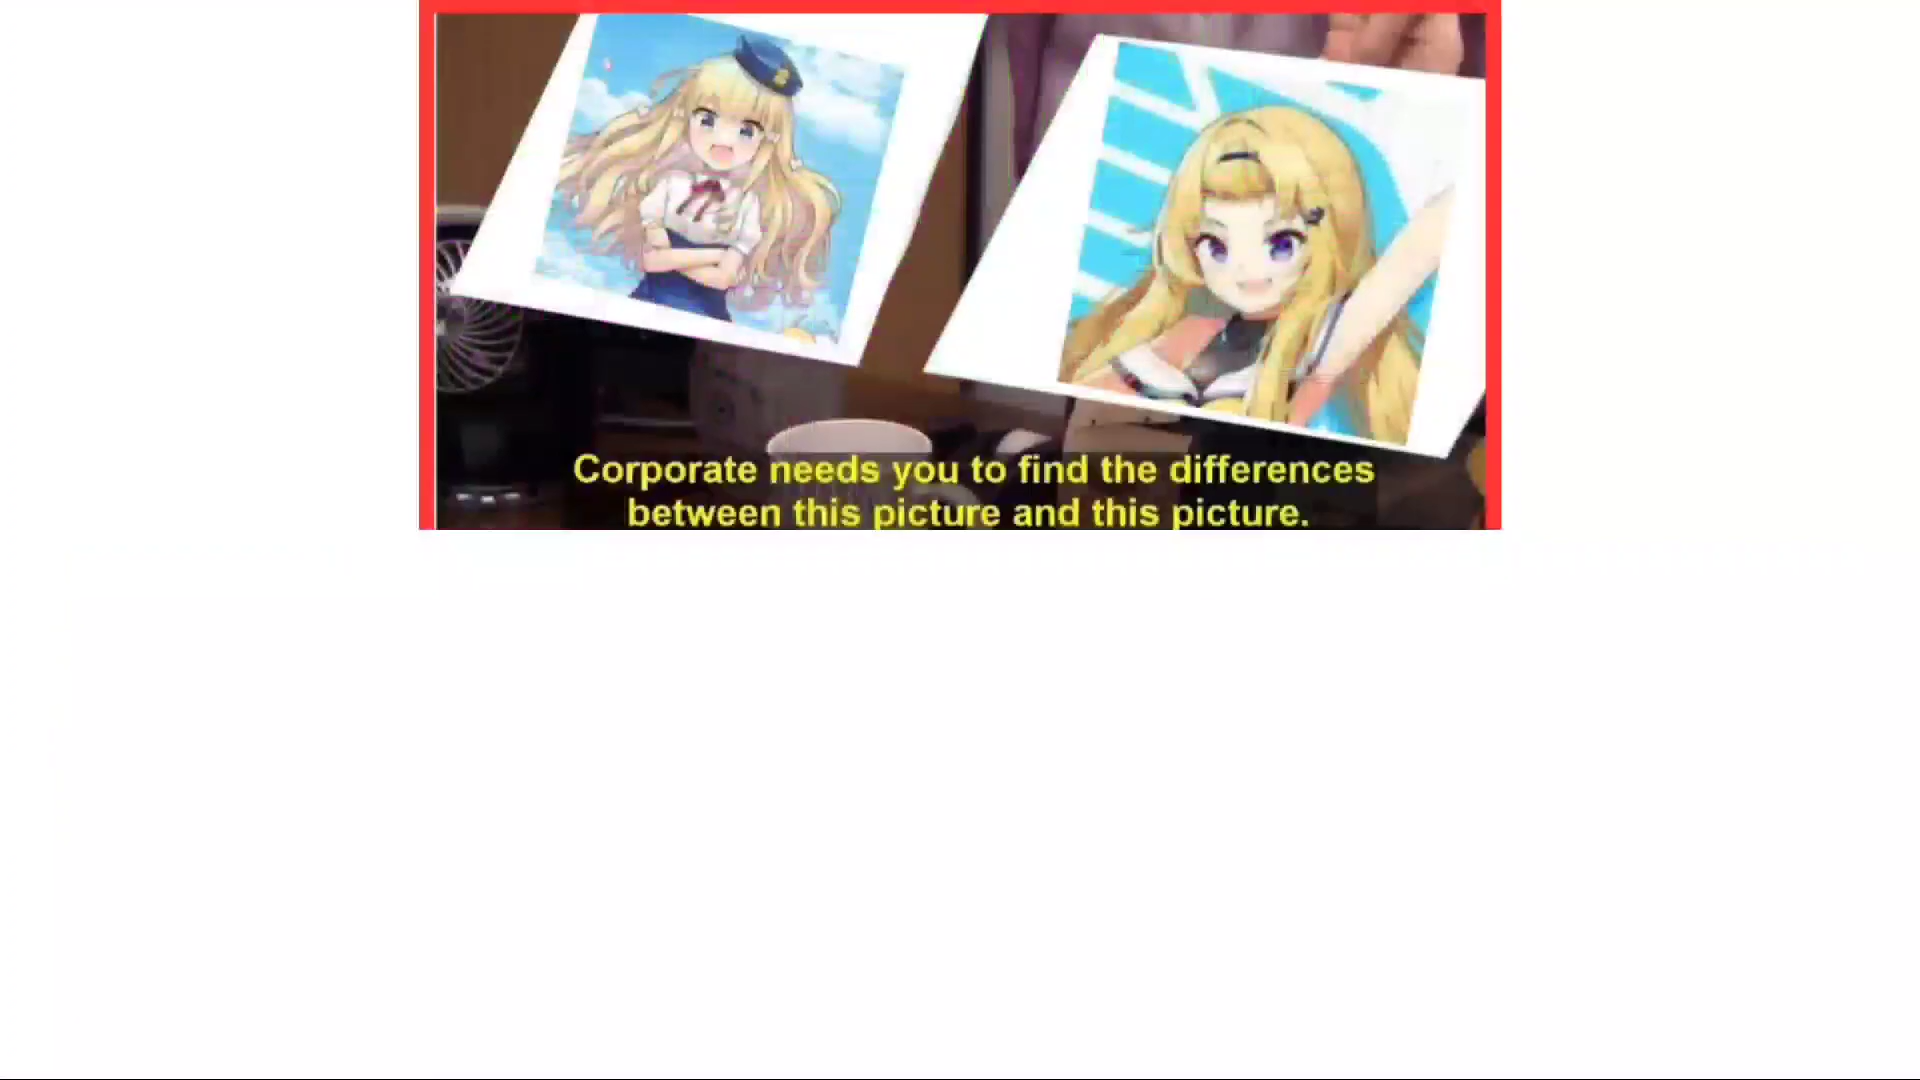 Corporate needs you to find the differences
between this picture and this picture.